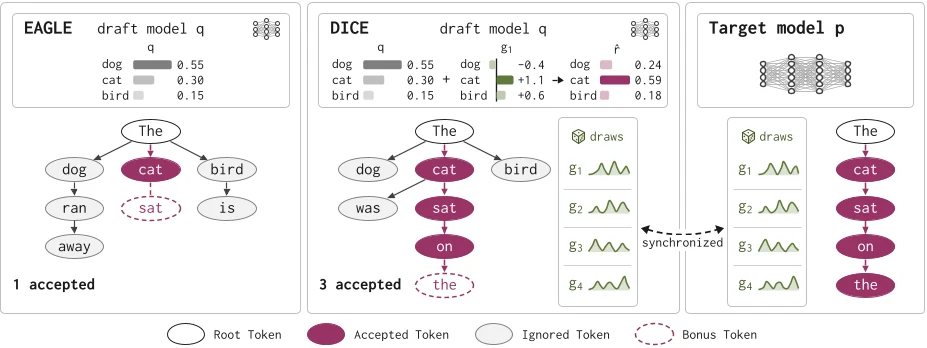 EAGLE draft model q
q
dog 0.55
cat 0.30
bird 0.15
The
dog cat bird
ran sat is
away
1 accepted
DICE draft model q
q g₁ r̂
dog 0.55 -0.4 dog 0.24
cat 0.30 + +1.1 cat 0.59
bird 0.15 +0.6 bird 0.18
The
dog cat bird
was sat
on
the
3 accepted
draws
g₁
g₂
g₃
g₄
synchronized
Target model p
draws
g₁
g₂
g₃
g₄
The
cat
sat
on
the
Root Token Accepted Token Ignored Token Bonus Token